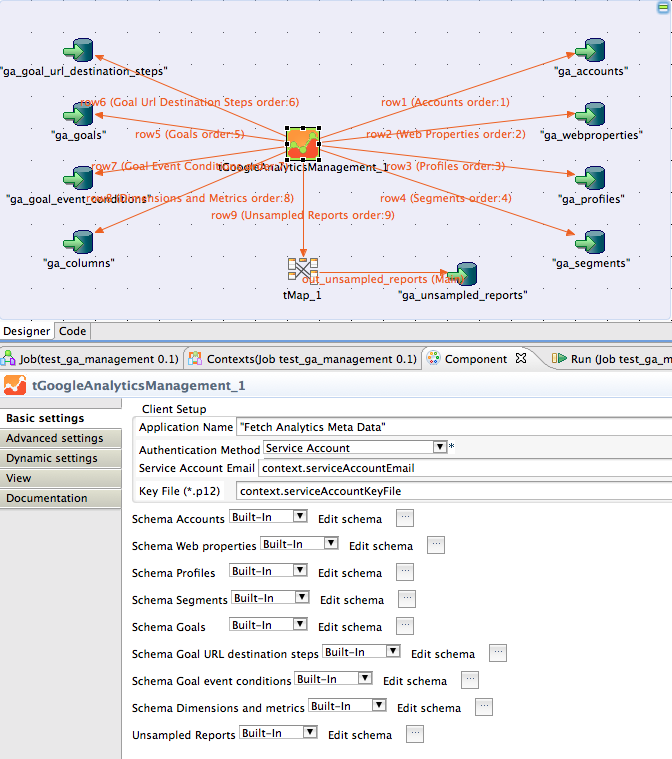 "ga_goal_url_destination_steps"
"ga_accounts"
row6 (Goal Url Destination Steps order:6)
row1 (Accounts order:1)
"ga_goals"
row5 (Goals order:5)
row2 (Web Properties order:2)
"ga_webproperties"
row7 (Goal Event Conditions order:7)
tGoogleAnalyticsManagement_1
row3 (Profiles order:3)
"ga_goal_event_conditions"
row8 (Dimensions and Metrics order:8)
row4 (Segments order:4)
"ga_profiles"
row9 (Unsampled Reports order:9)
"ga_columns"
"ga_segments"
out_unsampled_reports (Main)
tMap_1
"ga_unsampled_reports"
Designer
Code
Job(test_ga_management 0.1)
Contexts(Job test_ga_management 0.1)
Component
Run (Job test_ga_m
tGoogleAnalyticsManagement_1
Basic settings
Advanced settings
Dynamic settings
View
Documentation
Client Setup
Application Name "Fetch Analytics Meta Data"
Authentication Method Service Account *
Service Account Email context.serviceAccountEmail
Key File (*.p12) context.serviceAccountKeyFile
Schema Accounts Built-In Edit schema ...
Schema Web properties Built-In Edit schema ...
Schema Profiles Built-In Edit schema ...
Schema Segments Built-In Edit schema ...
Schema Goals Built-In Edit schema ...
Schema Goal URL destination steps Built-In Edit schema ...
Schema Goal event conditions Built-In Edit schema ...
Schema Dimensions and metrics Built-In Edit schema ...
Unsampled Reports Built-In Edit schema ...